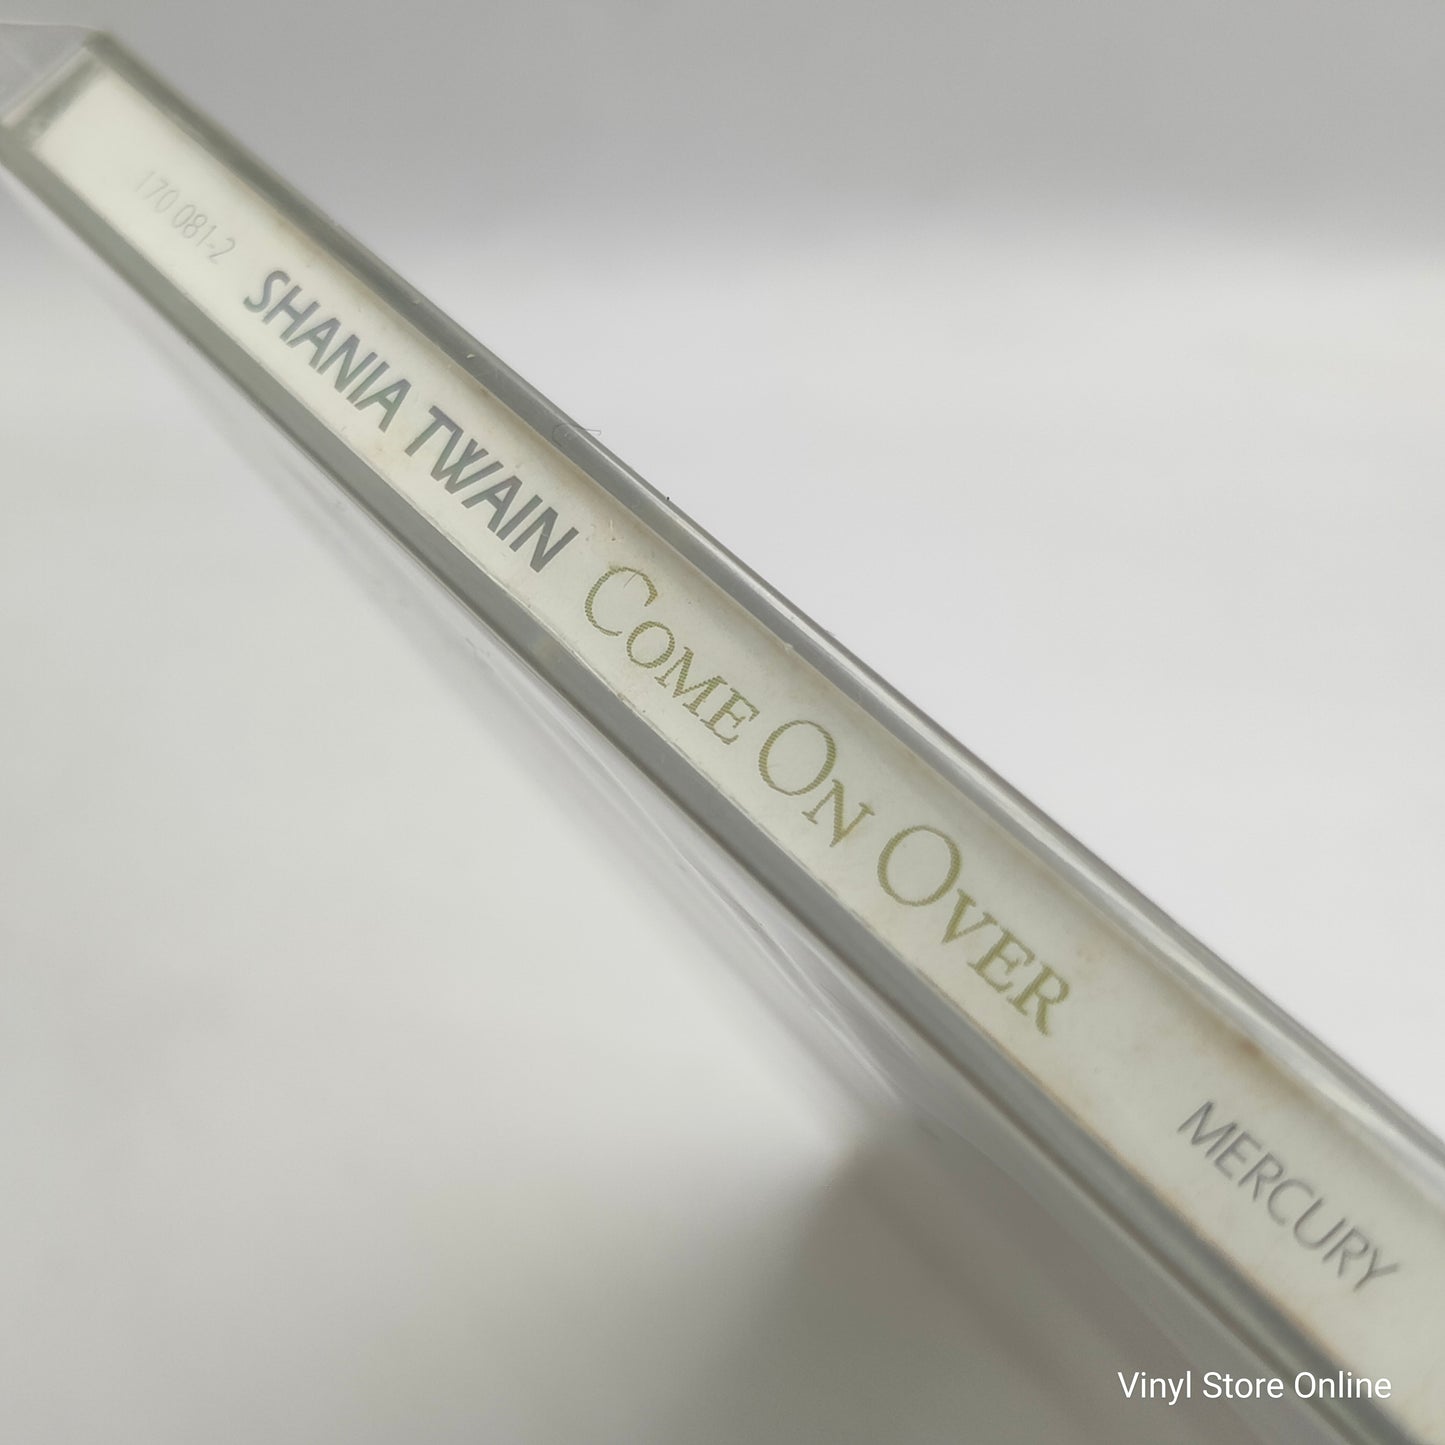 170 081-2 SHANIA TWAIN COME ON OVER MERCURY
Vinyl Store Online